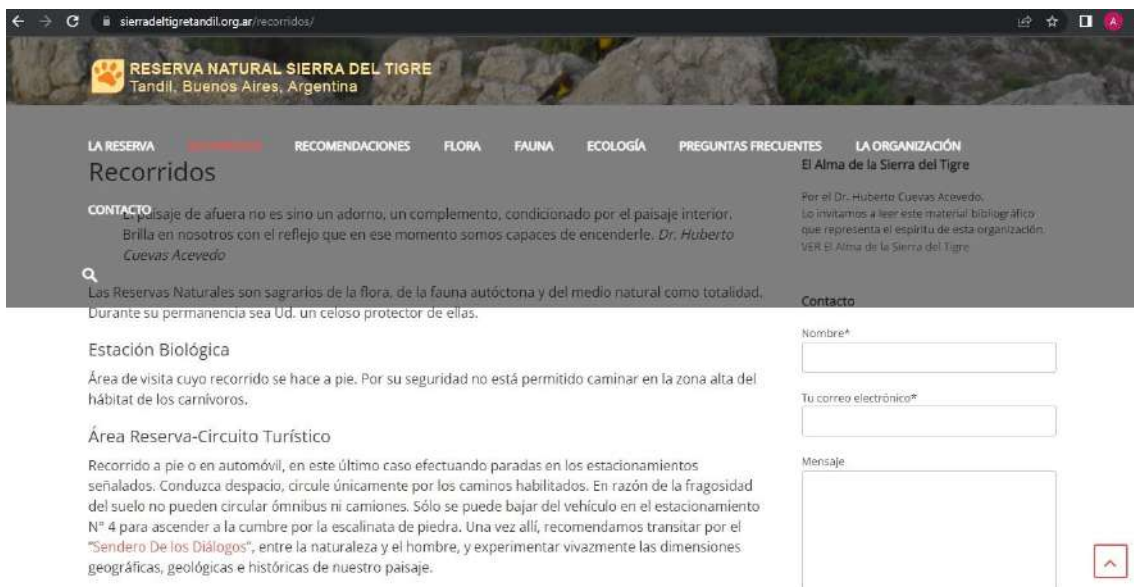 sierradeltigretandil.org.ar/recorridos/
A
RESERVA NATURAL SIERRA DEL TIGRE
Tandil, Buenos Aires, Argentina
LA RESERVA RECORRIDOS RECOMENDACIONES FLORA FAUNA ECOLOGÍA PREGUNTAS FRECUENTES LA ORGANIZACIÓN
CONTACTO
Recorridos
El paisaje de afuera no es sino un adorno, un complemento, condicionado por el paisaje interior.
Brilla en nosotros con el reflejo que en ese momento somos capaces de encenderle. Dr. Huberto
Cuevas Acevedo
Las Reservas Naturales son sagrarios de la flora, de la fauna autóctona y del medio natural como totalidad.
Durante su permanencia sea Ud. un celoso protector de ellas.
Estación Biológica
Área de visita cuyo recorrido se hace a pie. Por su seguridad no está permitido caminar en la zona alta del
hábitat de los carnívoros.
Área Reserva-Circuito Turístico
Recorrido a pie o en automóvil, en este último caso efectuando paradas en los estacionamientos
señalados. Conduzca despacio, circule únicamente por los caminos habilitados. En razón de la fragosidad
del suelo no pueden circular ómnibus ni camiones. Sólo se puede bajar del vehículo en el estacionamiento
N° 4 para ascender a la cumbre por la escalinata de piedra. Una vez allí, recomendamos transitar por el
"Sendero De los Diálogos", entre la naturaleza y el hombre, y experimentar vivazmente las dimensiones
geográficas, geológicas e históricas de nuestro paisaje.
El Alma de la Sierra del Tigre
Por el Dr. Huberto Cuevas Acevedo.
Lo invitamos a leer este material bibliográfico
que representa el espíritu de esta organización.
VER El Alma de la Sierra del Tigre
Contacto
Nombre*
Tu correo electrónico*
Mensaje